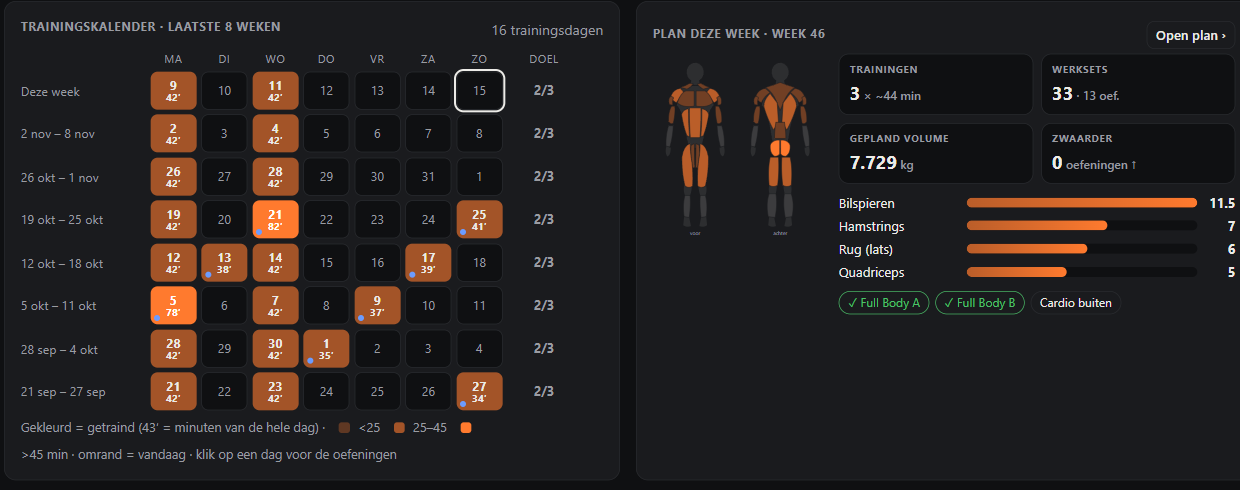 TRAININGSKALENDER · LAATSTE 8 WEKEN
16 trainingsdagen
MA DI WO DO VR ZA ZO DOEL
Deze week 9 42' 10 11 42' 12 13 14 15 2/3
2 nov – 8 nov 2 42' 3 4 42' 5 6 7 8 2/3
26 okt – 1 nov 26 42' 27 28 42' 29 30 31 1 2/3
19 okt – 25 okt 19 42' 20 21 82' 22 23 24 25 41' 2/3
12 okt – 18 okt 12 42' 13 38' 14 42' 15 16 17 39' 18 2/3
5 okt – 11 okt 5 78' 6 7 42' 8 9 37' 10 11 2/3
28 sep – 4 okt 28 42' 29 30 42' 1 35' 2 3 4 2/3
21 sep – 27 sep 21 42' 22 23 42' 24 25 26 27 34' 2/3
Gekleurd = getraind (43' = minuten van de hele dag) · <25 25–45
>45 min · omrand = vandaag · klik op een dag voor de oefeningen
PLAN DEZE WEEK · WEEK 46
Open plan ›
voor
achter
TRAININGEN
3 × ~44 min
WERKSETS
33 · 13 oef.
GEPLAND VOLUME
7.729 kg
ZWAARDER
0 oefeningen ↑
Bilspieren 11.5
Hamstrings 7
Rug (lats) 6
Quadriceps 5
✓ Full Body A ✓ Full Body B Cardio buiten